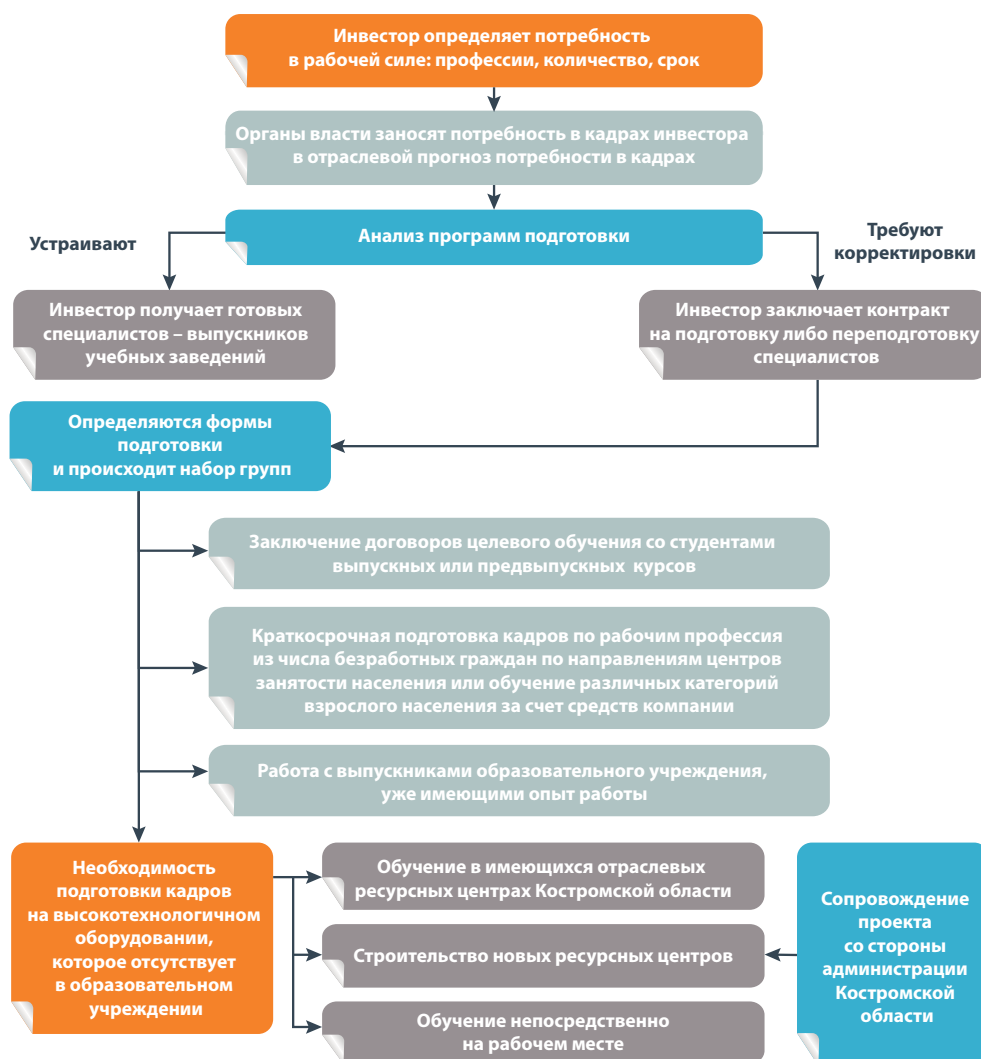 Инвестор определяет потребность
в рабочей силе: профессии, количество, срок
Органы власти заносят потребность в кадрах инвестора
в отраслевой прогноз потребности в кадрах
Устраивают
Анализ программ подготовки
Требуют
корректировки
Инвестор получает готовых
специалистов – выпускников
учебных заведений
Инвестор заключает контракт
на подготовку либо переподготовку
специалистов
Определяются формы
подготовки
и происходит набор групп
Заключение договоров целевого обучения со студентами
выпускных или предвыпускных курсов
Краткосрочная подготовка кадров по рабочим профессия
из числа безработных граждан по направлениям центров
занятости населения или обучение различных категорий
взрослого населения за счет средств компании
Работа с выпускниками образовательного учреждения,
уже имеющими опыт работы
Необходимость
подготовки кадров
на высокотехнологичном
оборудовании,
которое отсутствует
в образовательном
учреждении
Обучение в имеющихся отраслевых
ресурсных центрах Костромской области
Строительство новых ресурсных центров
Обучение непосредственно
на рабочем месте
Сопровождение
проекта
со стороны
администрации
Костромской
области